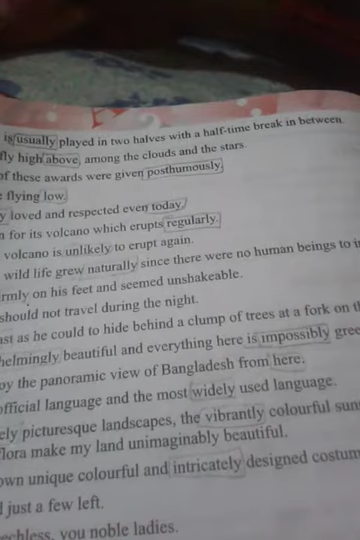 is usually played in two halves with a half-time break in between.
fly high above, among the clouds and the stars
of these awards were given posthumously.
flying low.
loved and respected even today.
for its volcano which erupts regularly.
volcano is unlikely to erupt again.
wild life grew naturally since there were no human beings to
rmly on his feet and seemed unshakeable.
should not travel during the night.
ast as he could to hide behind a clump of trees at a fork on th
helmingly beautiful and everything here is impossibly gree
oy the panoramic view of Bangladesh from here.
official language and the most widely used language.
ely picturesque landscapes, the vibrantly colourful sun
flora make my land unimaginably beautiful.
own unique colourful and intricately designed costum
just a few left.
echless, you noble ladies.